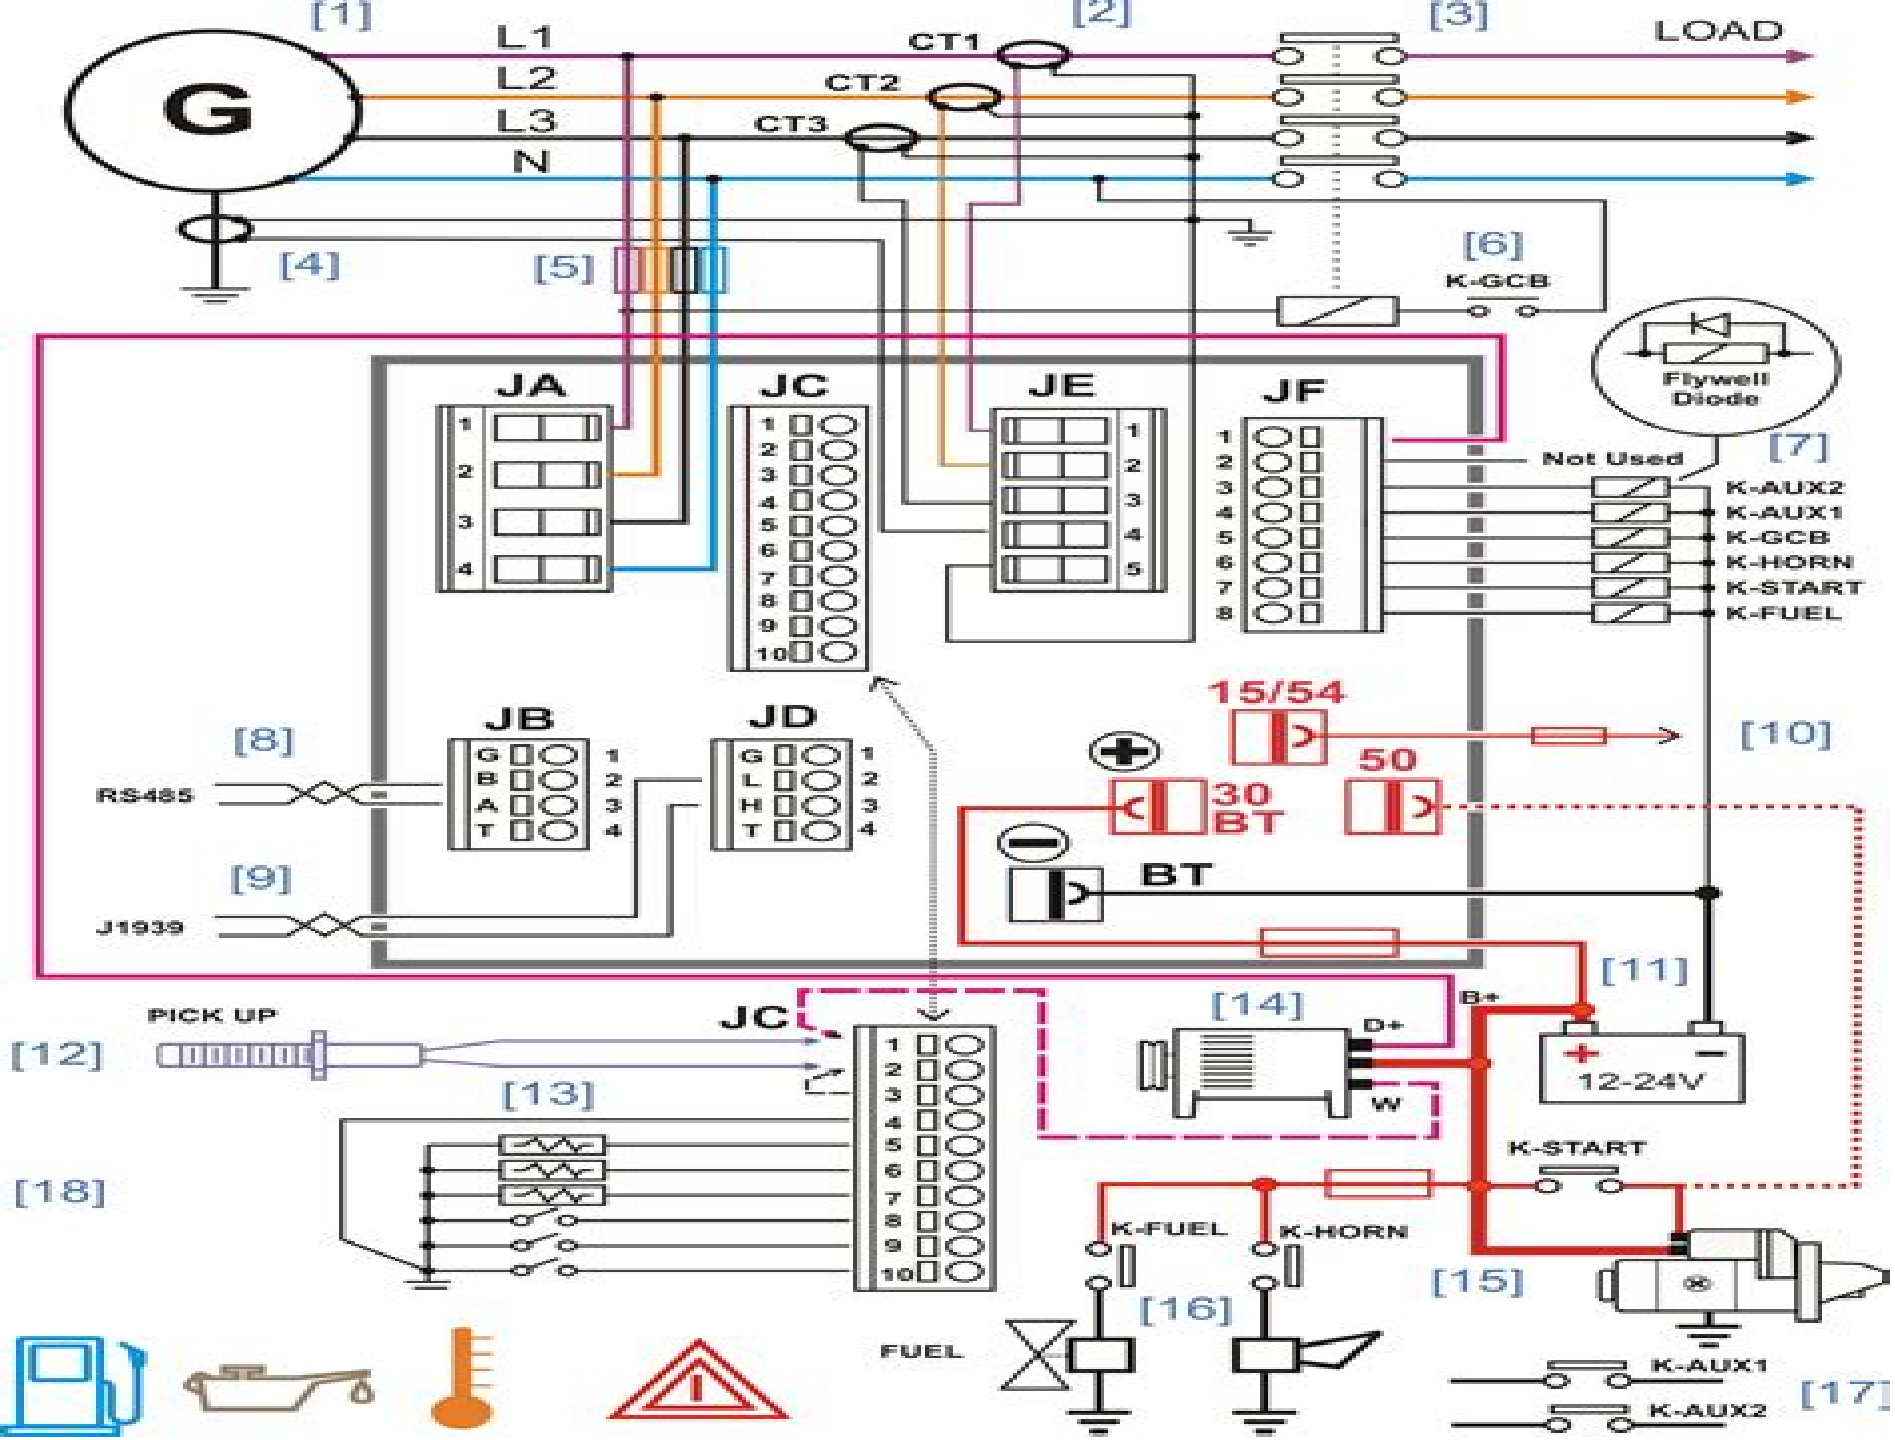 [1]
[2]
[3]
L1
CT1
LOAD
L2
CT2
G
L3
CT3
N
[4]
[5]
[6]
K-GCB
Flywell
Diode
JA
JC
JE
JF
[7]
1
2
3
4
1
2
3
4
5
6
7
8
9
10
1
2
3
4
5
1
2
3
4
5
6
7
8
Not Used
K-AUX2
K-AUX1
K-GCB
K-HORN
K-START
K-FUEL
15/54
[8]
JB
JD
[10]
50
RS485
G 1
B 2
A 3
T 4
G 1
L 2
H 3
T 4
+
30
BT
[9]
−
BT
J1939
[11]
PICK UP
JC
[14]
B+
D+
[12]
+ −
12-24V
W
[13]
1
2
3
4
5
6
7
8
9
10
K-START
[18]
K-FUEL
K-HORN
[15]
[16]
FUEL
K-AUX1
[17]
K-AUX2